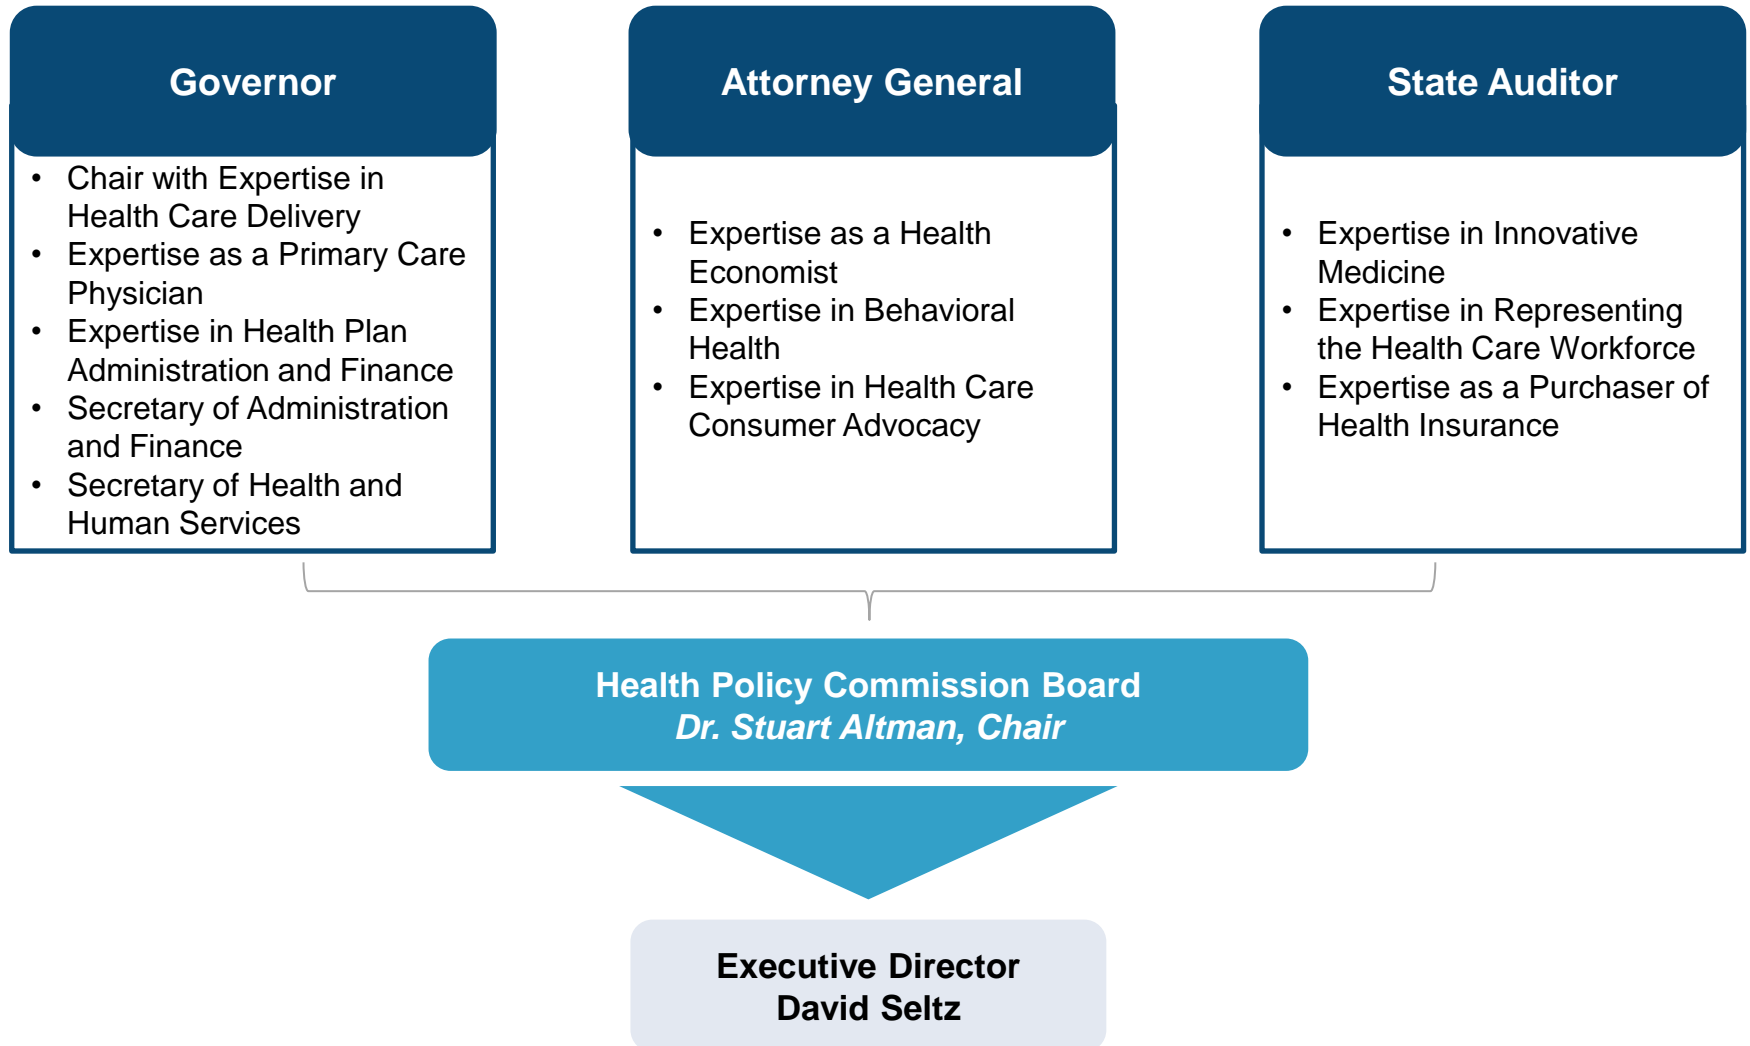 Governor
• Chair with Expertise in
Health Care Delivery
• Expertise as a Primary Care
Physician
• Expertise in Health Plan
Administration and Finance
• Secretary of Administration
and Finance
• Secretary of Health and
Human Services
Attorney General
• Expertise as a Health
Economist
• Expertise in Behavioral
Health
• Expertise in Health Care
Consumer Advocacy
State Auditor
• Expertise in Innovative
Medicine
• Expertise in Representing
the Health Care Workforce
• Expertise as a Purchaser of
Health Insurance
Health Policy Commission Board
Dr. Stuart Altman, Chair
Executive Director
David Seltz